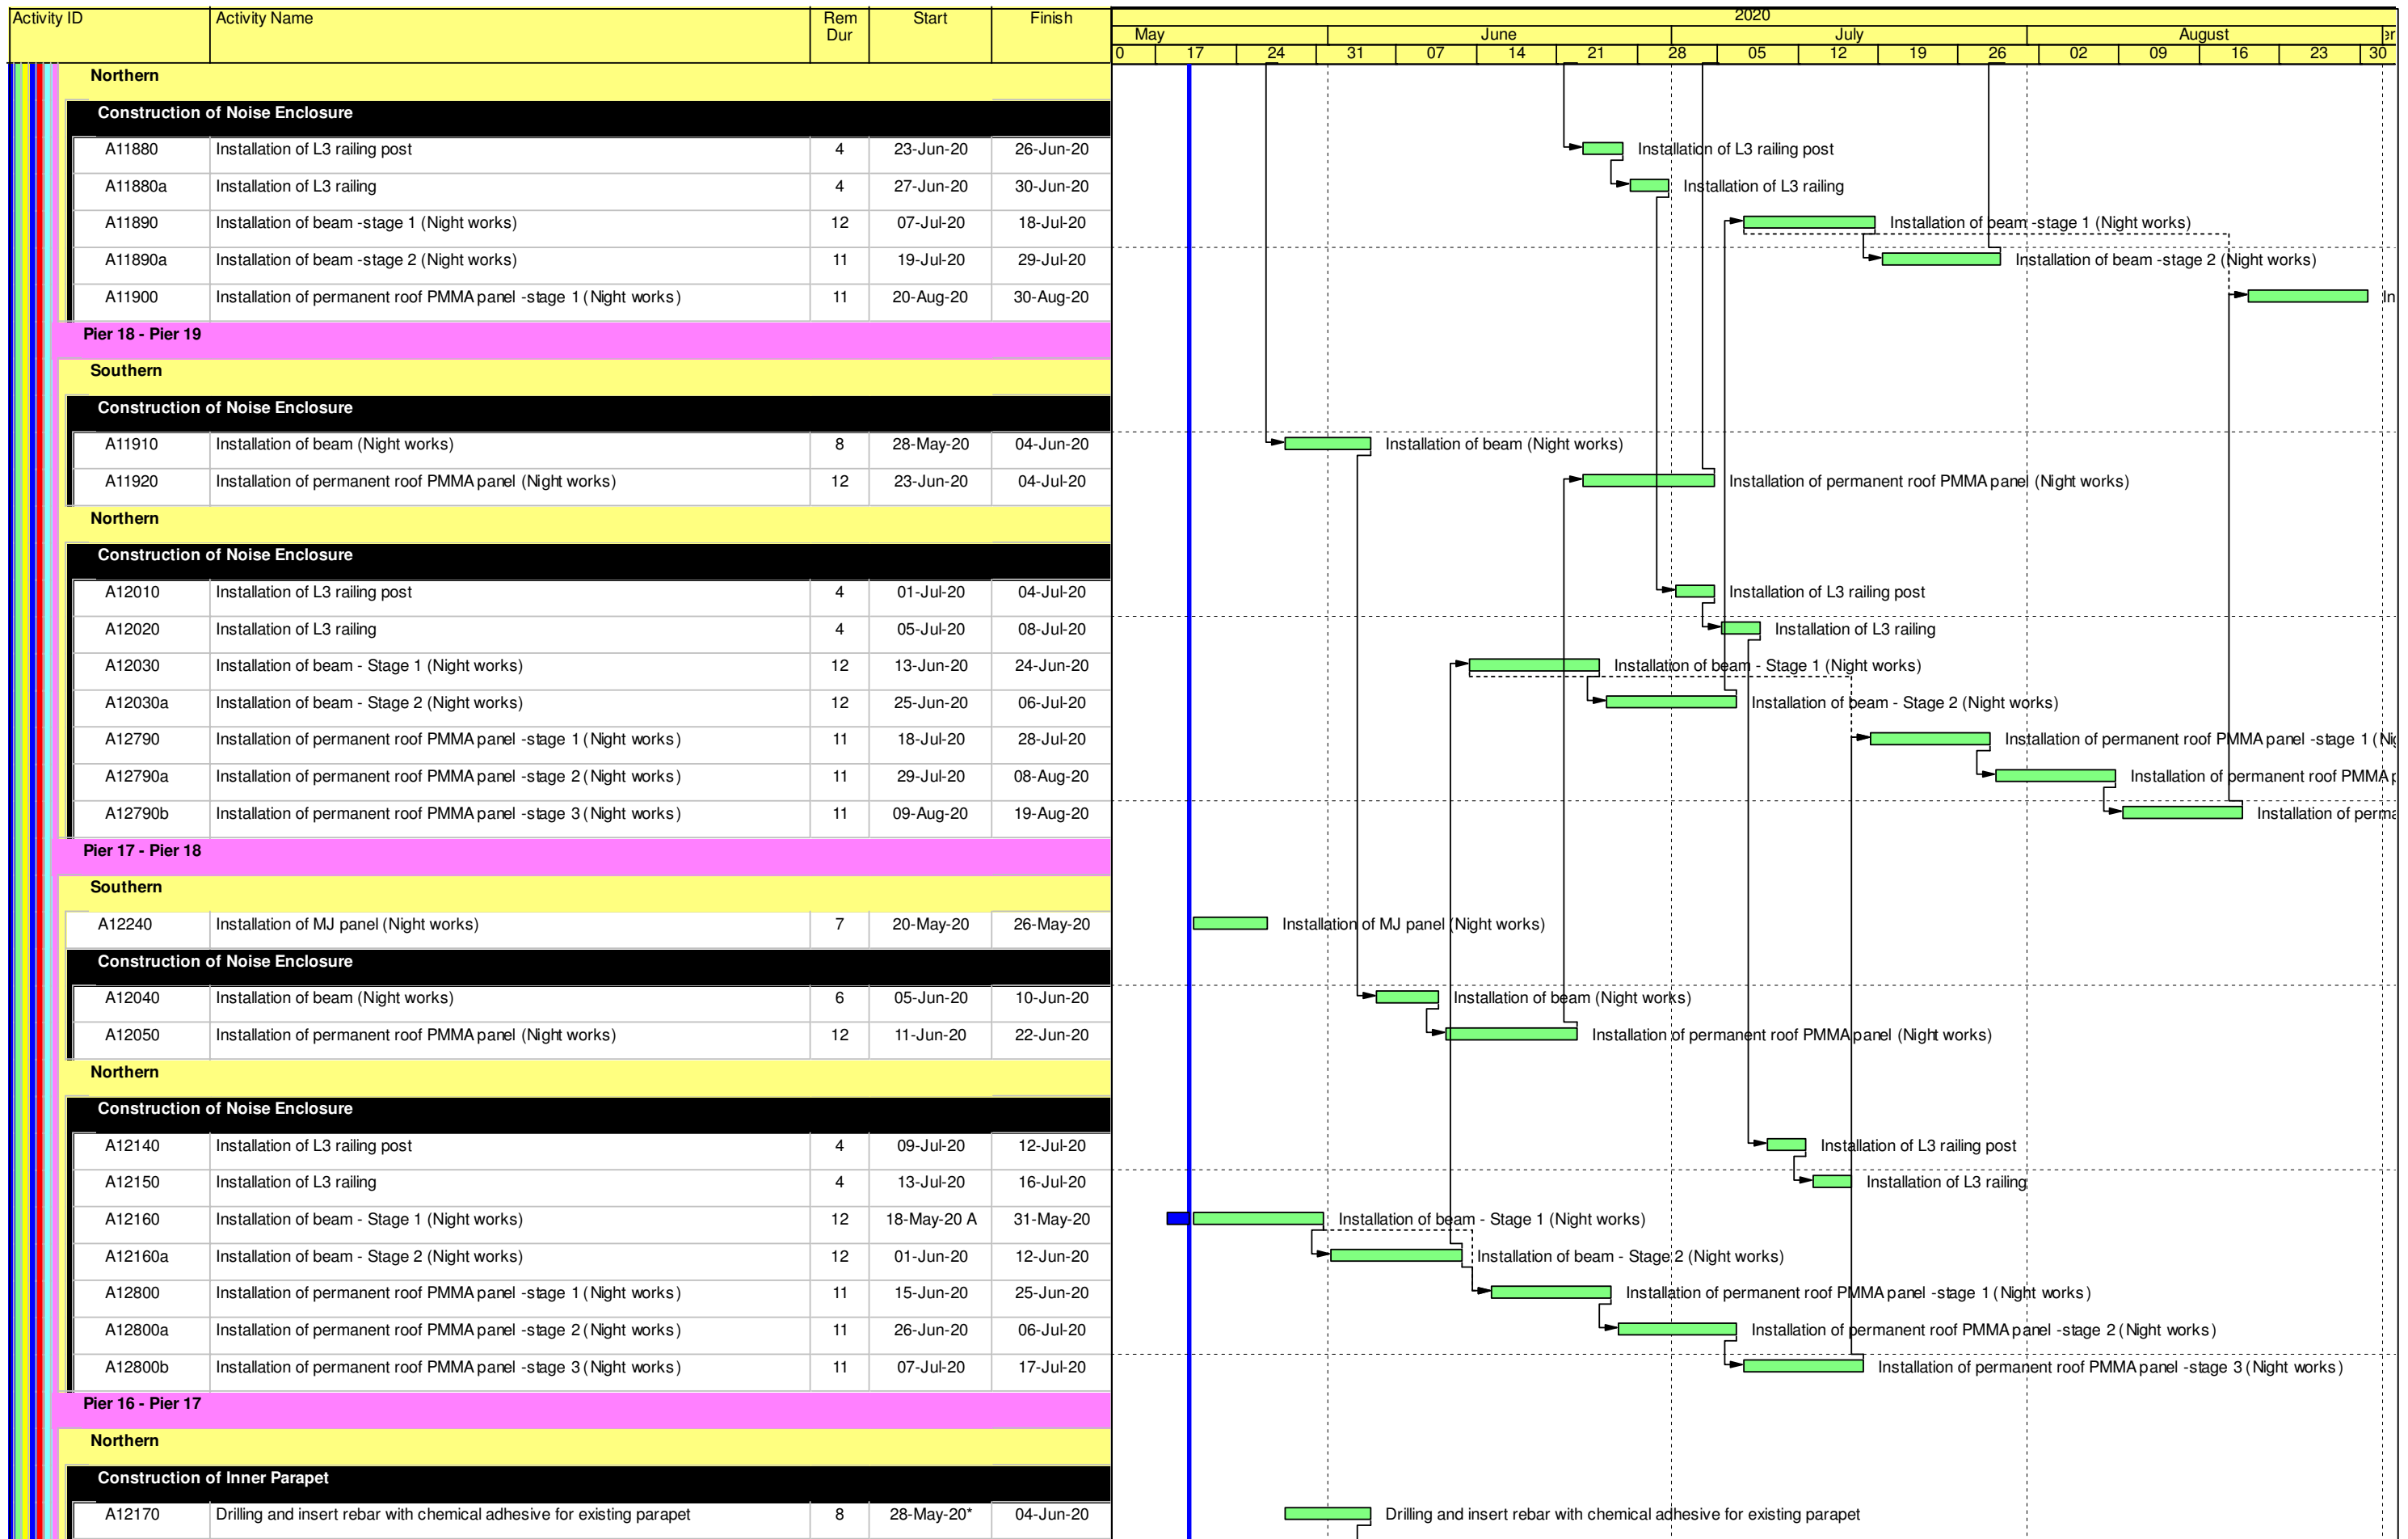 Activity ID Activity Name Rem Dur Start Finish 2020
May June July August er
0 17 24 31 07 14 21 28 05 12 19 26 02 09 16 23 30
Northern
Construction of Noise Enclosure
A11880 Installation of L3 railing post 4 23-Jun-20 26-Jun-20 Installation of L3 railing post
A11880a Installation of L3 railing 4 27-Jun-20 30-Jun-20 Installation of L3 railing
A11890 Installation of beam -stage 1 (Night works) 12 07-Jul-20 18-Jul-20 Installation of beam -stage 1 (Night works)
A11890a Installation of beam -stage 2 (Night works) 11 19-Jul-20 29-Jul-20 Installation of beam -stage 2 (Night works)
A11900 Installation of permanent roof PMMA panel -stage 1 (Night works) 11 20-Aug-20 30-Aug-20 In
Pier 18 - Pier 19
Southern
Construction of Noise Enclosure
A11910 Installation of beam (Night works) 8 28-May-20 04-Jun-20 Installation of beam (Night works)
A11920 Installation of permanent roof PMMA panel (Night works) 12 23-Jun-20 04-Jul-20 Installation of permanent roof PMMA panel (Night works)
Northern
Construction of Noise Enclosure
A12010 Installation of L3 railing post 4 01-Jul-20 04-Jul-20 Installation of L3 railing post
A12020 Installation of L3 railing 4 05-Jul-20 08-Jul-20 Installation of L3 railing
A12030 Installation of beam - Stage 1 (Night works) 12 13-Jun-20 24-Jun-20 Installation of beam - Stage 1 (Night works)
A12030a Installation of beam - Stage 2 (Night works) 12 25-Jun-20 06-Jul-20 Installation of beam - Stage 2 (Night works)
A12790 Installation of permanent roof PMMA panel -stage 1 (Night works) 11 18-Jul-20 28-Jul-20 Installation of permanent roof PMMA panel -stage 1 (Nig
A12790a Installation of permanent roof PMMA panel -stage 2 (Night works) 11 29-Jul-20 08-Aug-20 Installation of permanent roof PMMA p
A12790b Installation of permanent roof PMMA panel -stage 3 (Night works) 11 09-Aug-20 19-Aug-20 Installation of perma
Pier 17 - Pier 18
Southern
A12240 Installation of MJ panel (Night works) 7 20-May-20 26-May-20 Installation of MJ panel (Night works)
Construction of Noise Enclosure
A12040 Installation of beam (Night works) 6 05-Jun-20 10-Jun-20 Installation of beam (Night works)
A12050 Installation of permanent roof PMMA panel (Night works) 12 11-Jun-20 22-Jun-20 Installation of permanent roof PMMA panel (Night works)
Northern
Construction of Noise Enclosure
A12140 Installation of L3 railing post 4 09-Jul-20 12-Jul-20 Installation of L3 railing post
A12150 Installation of L3 railing 4 13-Jul-20 16-Jul-20 Installation of L3 railing
A12160 Installation of beam - Stage 1 (Night works) 12 18-May-20 A 31-May-20 Installation of beam - Stage 1 (Night works)
A12160a Installation of beam - Stage 2 (Night works) 12 01-Jun-20 12-Jun-20 Installation of beam - Stage 2 (Night works)
A12800 Installation of permanent roof PMMA panel -stage 1 (Night works) 11 15-Jun-20 25-Jun-20 Installation of permanent roof PMMA panel -stage 1 (Night works)
A12800a Installation of permanent roof PMMA panel -stage 2 (Night works) 11 26-Jun-20 06-Jul-20 Installation of permanent roof PMMA panel -stage 2 (Night works)
A12800b Installation of permanent roof PMMA panel -stage 3 (Night works) 11 07-Jul-20 17-Jul-20 Installation of permanent roof PMMA panel -stage 3 (Night works)
Pier 16 - Pier 17
Northern
Construction of Inner Parapet
A12170 Drilling and insert rebar with chemical adhesive for existing parapet 8 28-May-20* 04-Jun-20 Drilling and insert rebar with chemical adhesive for existing parapet